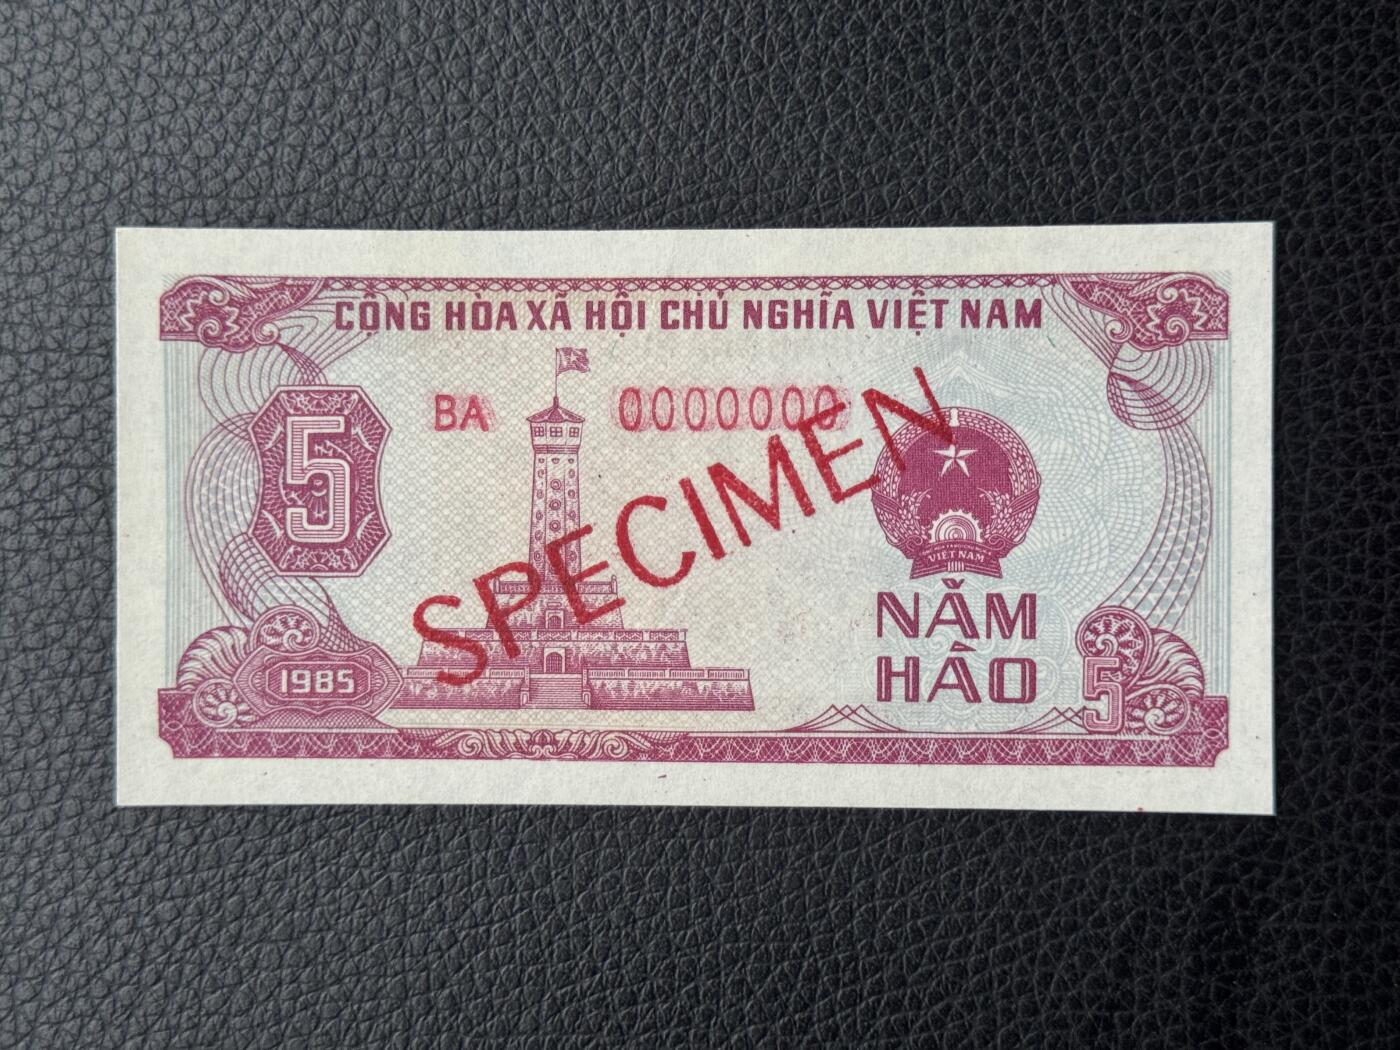 CỘNG HÒA XÃ HỘI CHỦ NGHĨA VIỆT NAM
BA 0000000
5
SPECIMEN
VIỆT NAM
NĂM
HÀO
1985
5